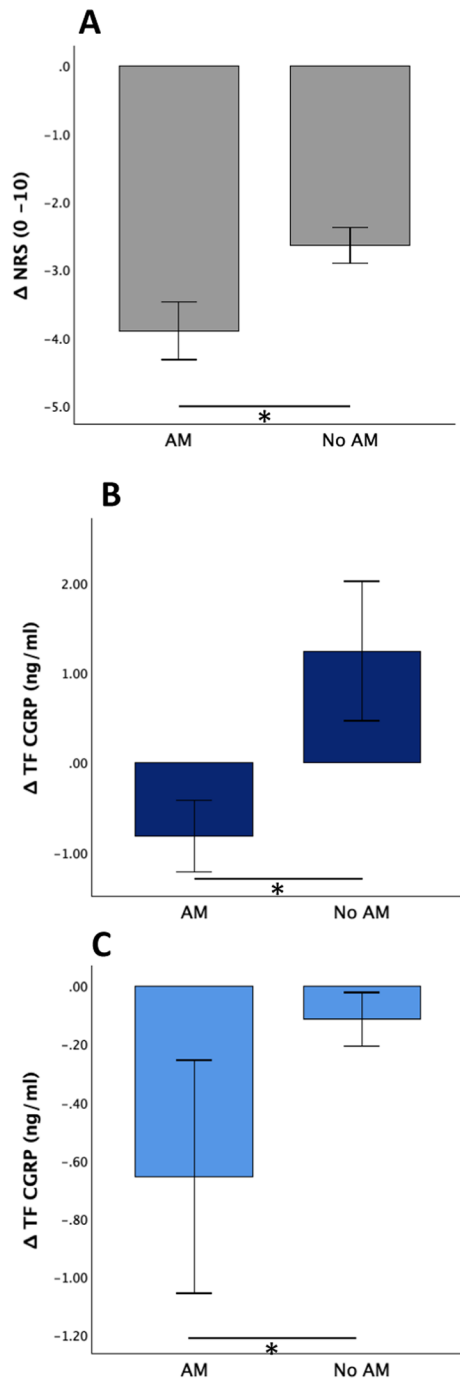 A
Δ NRS (0 -10)
.0
-1.0
-2.0
-3.0
-4.0
-5.0
*
AM No AM
B
Δ TF CGRP (ng/ml)
2.00
1.00
.00
-1.00
*
AM No AM
C
Δ TF CGRP (ng/ml)
.00
-.20
-.40
-.60
-.80
-1.00
-1.20
*
AM No AM